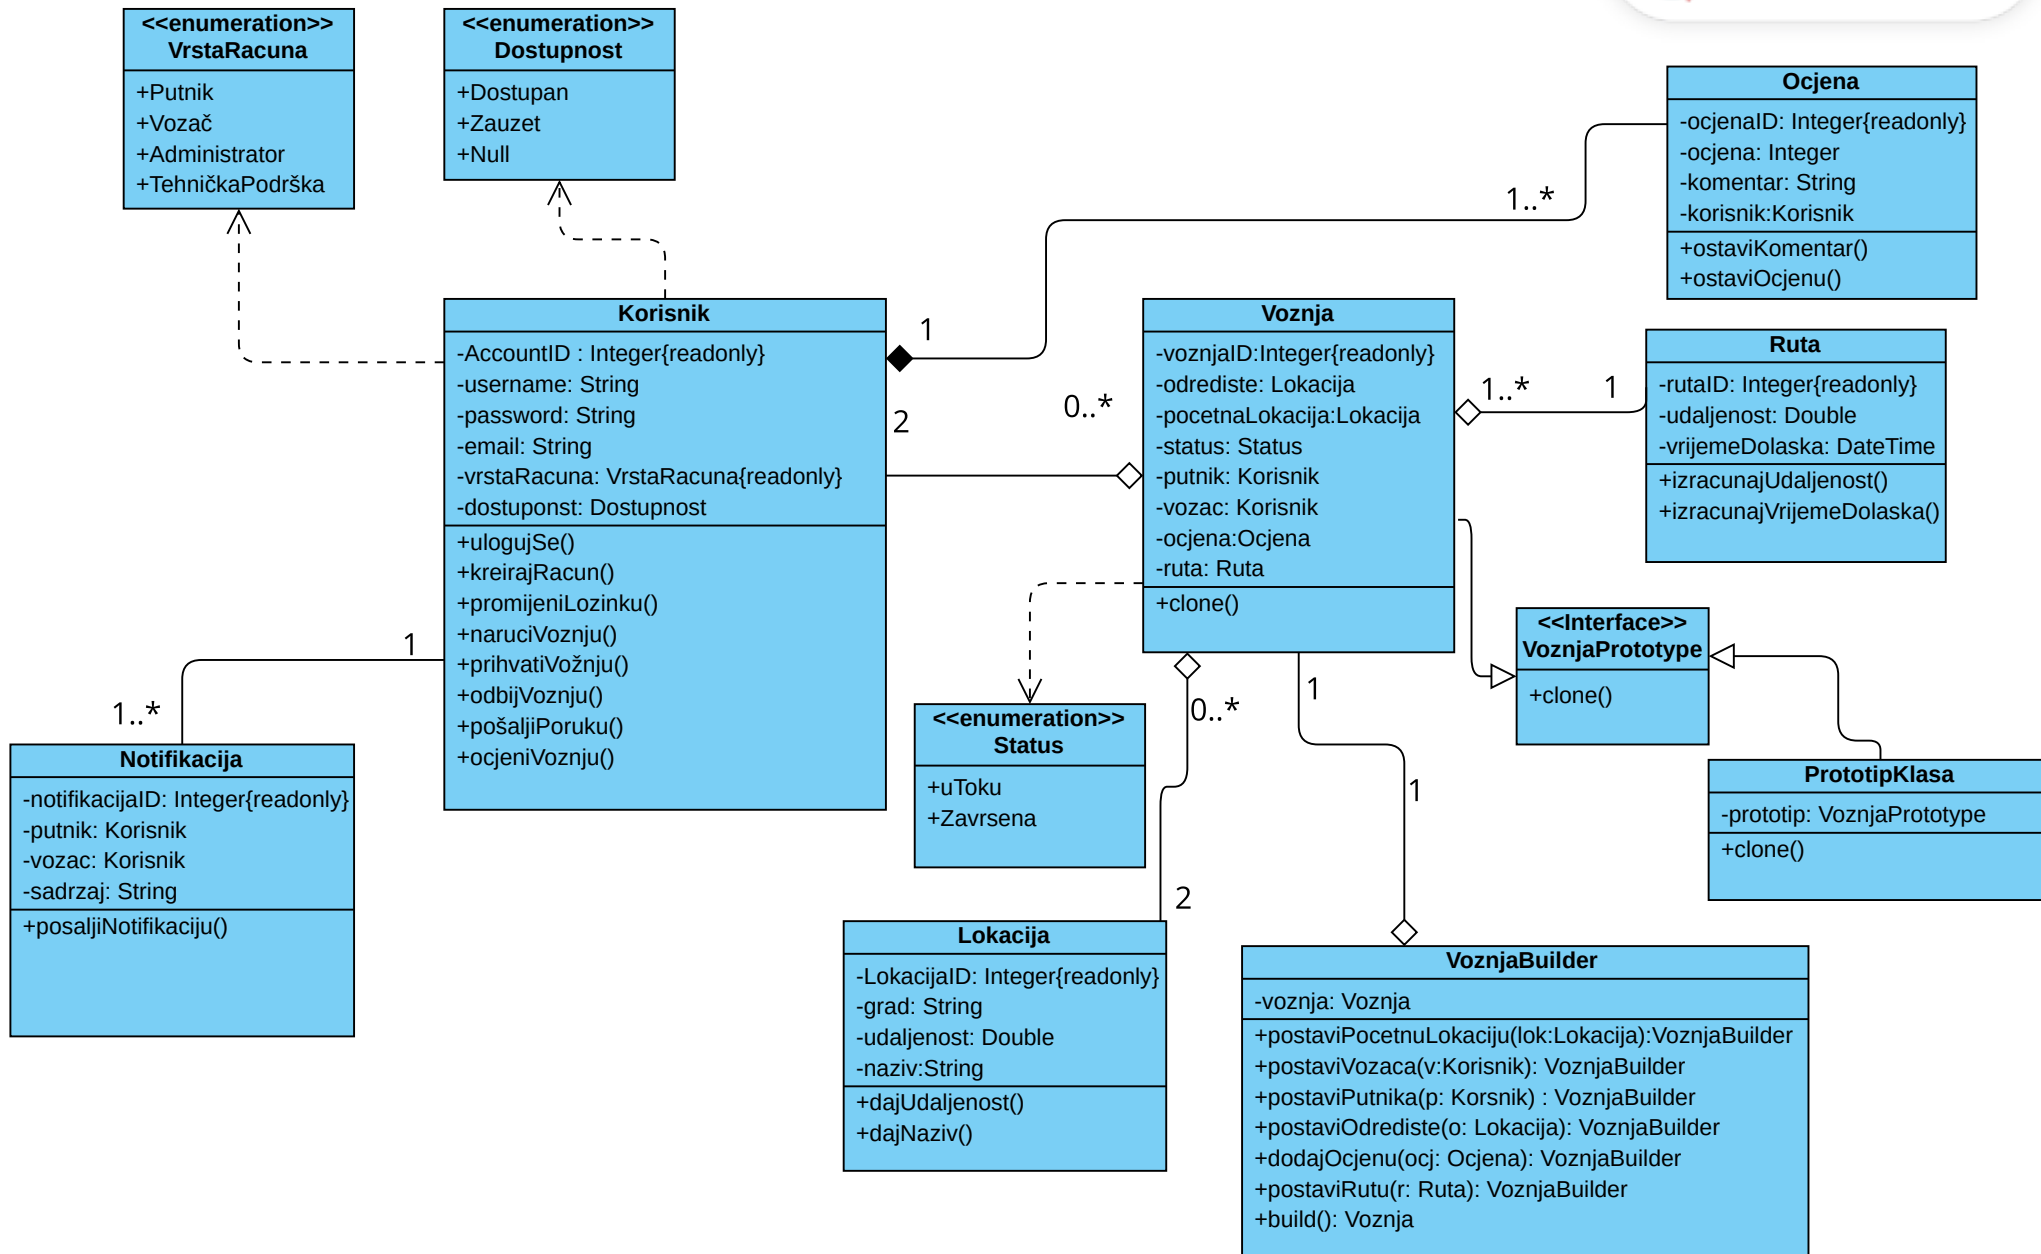 <<enumeration>>
VrstaRacuna
+Putnik
+Vozač
+Administrator
+TehničkaPodrška
<<enumeration>>
Dostupnost
+Dostupan
+Zauzet
+Null
Ocjena
-ocjenaID: Integer{readonly}
-ocjena: Integer
-komentar: String
-korisnik:Korisnik
+ostaviKomentar()
+ostaviOcjenu()
1..*
1
Korisnik
-AccountID : Integer{readonly}
-username: String
-password: String
-email: String
-vrstaRacuna: VrstaRacuna{readonly}
-dostuponst: Dostupnost
+ulogujSe()
+kreirajRacun()
+promijeniLozinku()
+naruciVoznju()
+prihvatiVožnju()
+odbijVoznju()
+pošaljiPoruku()
+ocjeniVoznju()
2
0..*
Voznja
-voznjaID:Integer{readonly}
-odrediste: Lokacija
-pocetnaLokacija:Lokacija
-status: Status
-putnik: Korisnik
-vozac: Korisnik
-ocjena:Ocjena
-ruta: Ruta
+clone()
1..*
1
Ruta
-rutaID: Integer{readonly}
-udaljenost: Double
-vrijemeDolaska: DateTime
+izracunajUdaljenost()
+izracunajVrijemeDolaska()
<<Interface>>
VoznjaPrototype
+clone()
PrototipKlasa
-prototip: VoznjaPrototype
+clone()
1
1..*
Notifikacija
-notifikacijaID: Integer{readonly}
-putnik: Korisnik
-vozac: Korisnik
-sadrzaj: String
+posaljiNotifikaciju()
<<enumeration>>
Status
+uToku
+Zavrsena
0..*
2
1
1
Lokacija
-LokacijaID: Integer{readonly}
-grad: String
-udaljenost: Double
-naziv:String
+dajUdaljenost()
+dajNaziv()
VoznjaBuilder
-voznja: Voznja
+postaviPocetnuLokaciju(lok:Lokacija):VoznjaBuilder
+postaviVozaca(v:Korisnik): VoznjaBuilder
+postaviPutnika(p: Korsnik) : VoznjaBuilder
+postaviOdrediste(o: Lokacija): VoznjaBuilder
+dodajOcjenu(ocj: Ocjena): VoznjaBuilder
+postaviRutu(r: Ruta): VoznjaBuilder
+build(): Voznja